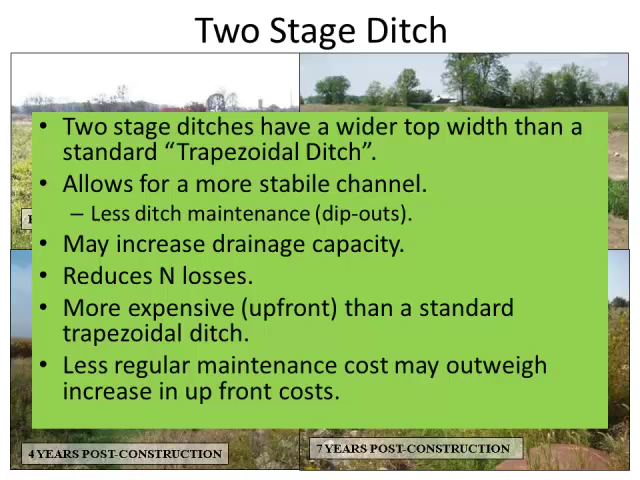 Two Stage Ditch
• Two stage ditches have a wider top width than a
standard “Trapezoidal Ditch”.
• Allows for a more stabile channel.
– Less ditch maintenance (dip-outs).
• May increase drainage capacity.
• Reduces N losses.
• More expensive (upfront) than a standard
trapezoidal ditch.
• Less regular maintenance cost may outweigh
increase in up front costs.
4 YEARS POST-CONSTRUCTION
7 YEARS POST-CONSTRUCTION